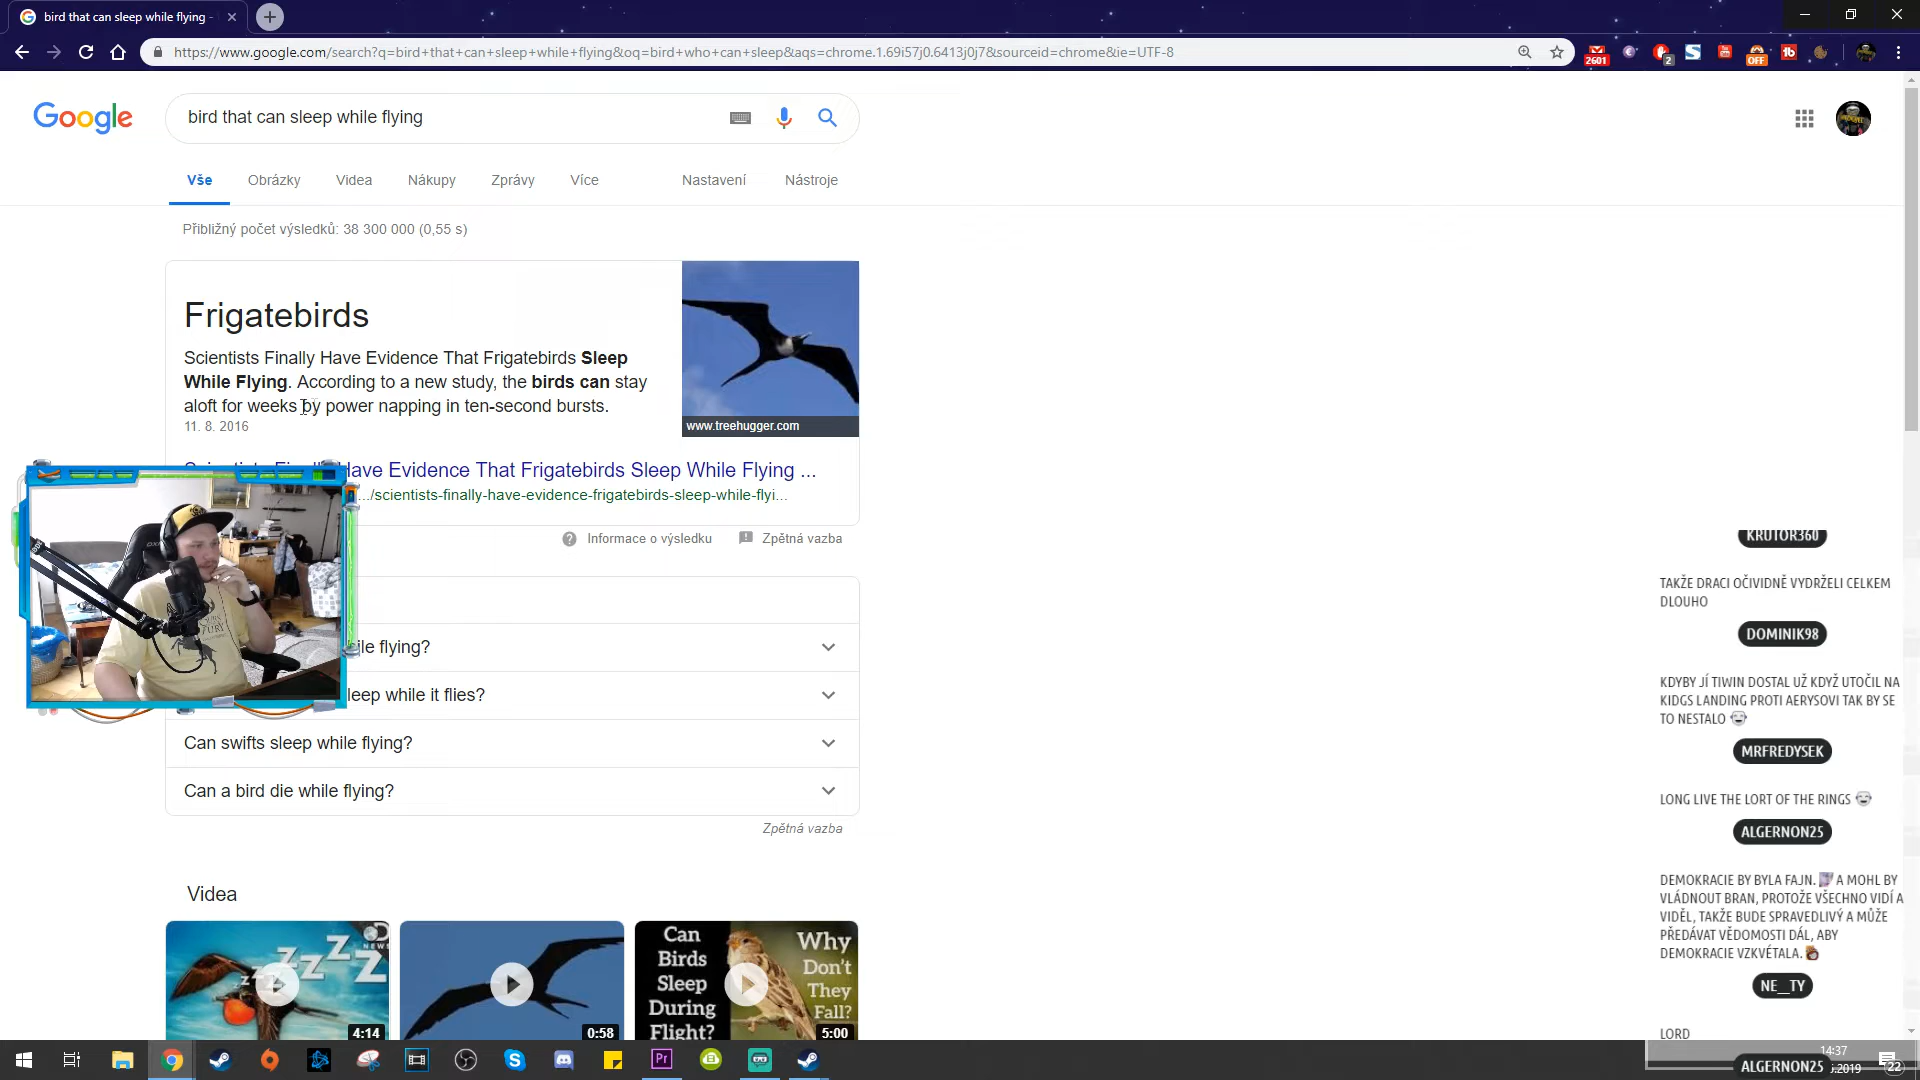 bird that can sleep while flying -
https://www.google.com/search?q=bird+that+can+sleep+while+flying&oq=bird+who+can+sleep&aqs=chrome.1.69i57j0.6413j0j7&sourceid=chrome&ie=UTF-8
2601
2
OFF
Google
bird that can sleep while flying
Vše
Obrázky
Videa
Nákupy
Zprávy
Více
Nastavení
Nástroje
Přibližný počet výsledků: 38 300 000 (0,55 s)
Frigatebirds
Scientists Finally Have Evidence That Frigatebirds Sleep
While Flying. According to a new study, the birds can stay
aloft for weeks by power napping in ten-second bursts.
11. 8. 2016
www.treehugger.com
Have Evidence That Frigatebirds Sleep While Flying ...
.../scientists-finally-have-evidence-frigatebirds-sleep-while-flyi...
Informace o výsledku
Zpětná vazba
flying?
while it flies?
Can swifts sleep while flying?
Can a bird die while flying?
Zpětná vazba
Videa
4:14
0:58
Can
Birds
Sleep
During
Flight?
Why
Don't
They
Fall?
5:00
KRUTOR360
TAKŽE DRACI OČIVIDNĚ VYDRŽELI CELKEM
DLOUHO
DOMINIK98
KDYBY JÍ TIWIN DOSTAL UŽ KDYŽ UTOČIL NA
KIDGS LANDING PROTI AERYSOVI TAK BY SE
TO NESTALO
MRFREDYSEK
LONG LIVE THE LORT OF THE RINGS
ALGERNON25
DEMOKRACIE BY BYLA FAJN. A MOHL BY
VLÁDNOUT BRAN, PROTOŽE VŠECHNO VIDÍ A
VIDĚL, TAKŽE BUDE SPRAVEDLIVÝ A MŮŽE
PŘEDÁVAT VĚDOMOSTI DÁL, ABY
DEMOKRACIE VZKVÉTALA.
NE__TY
LORD
ALGERNON25
14:37
.2019
22